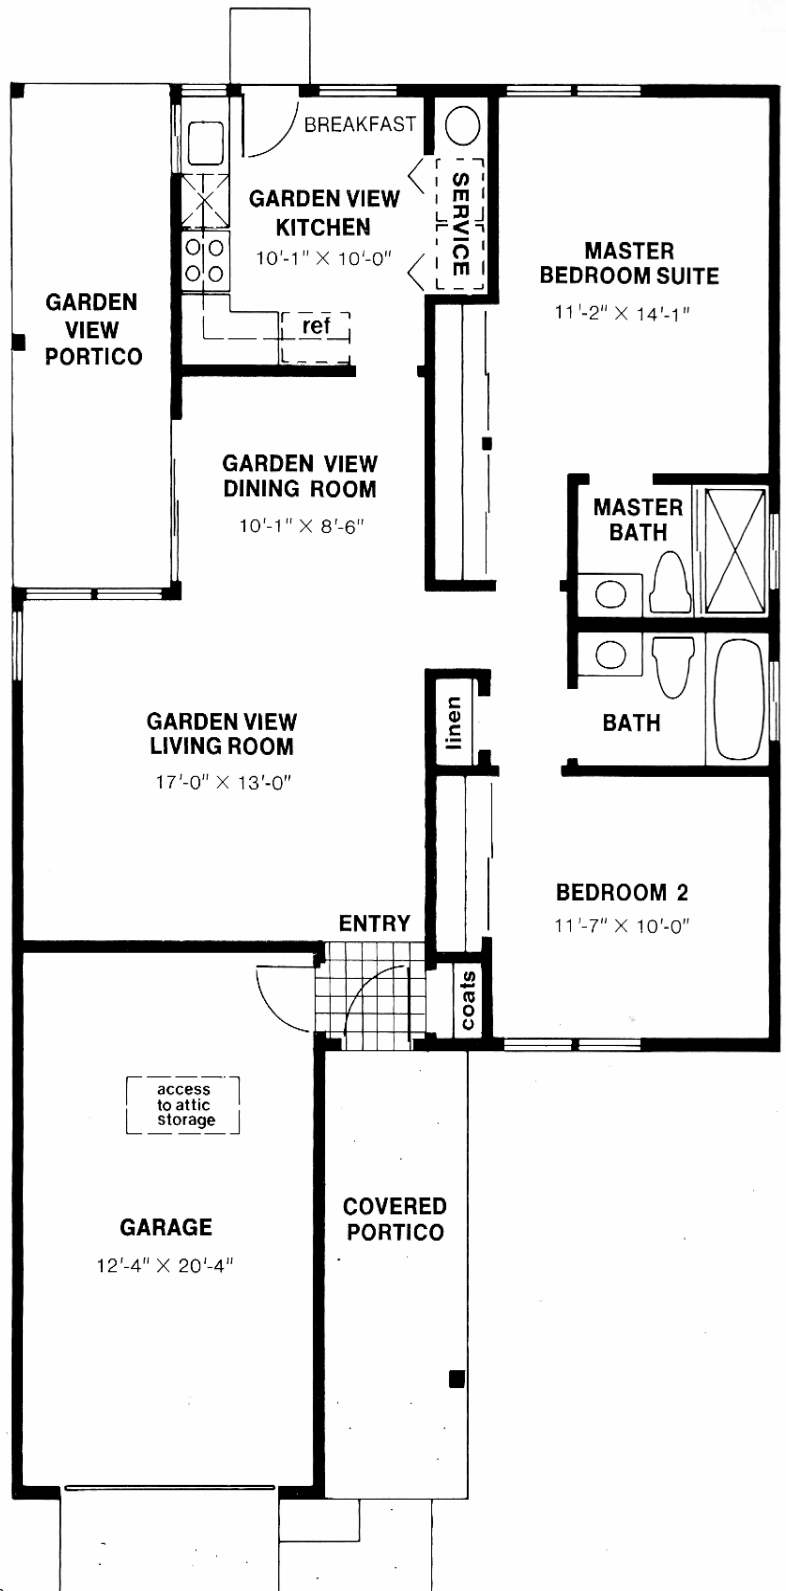 BREAKFAST
GARDEN VIEW
KITCHEN
10'-1" X 10'-0"
ref
SERVICE
MASTER
BEDROOM SUITE
11'-2" X 14'-1"
GARDEN
VIEW
PORTICO
GARDEN VIEW
DINING ROOM
10'-1" X 8'-6"
MASTER
BATH
BATH
linen
GARDEN VIEW
LIVING ROOM
17'-0" X 13'-0"
BEDROOM 2
11'-7" X 10'-0"
ENTRY
coats
access
to attic
storage
GARAGE
12'-4" X 20'-4"
COVERED
PORTICO